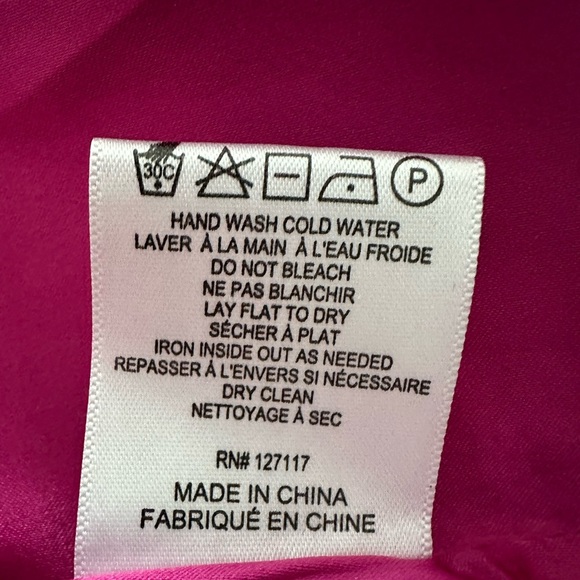 30C
P
HAND WASH COLD WATER
LAVER À LA MAIN À L'EAU FROIDE
DO NOT BLEACH
NE PAS BLANCHIR
LAY FLAT TO DRY
SÉCHER À PLAT
IRON INSIDE OUT AS NEEDED
REPASSER À L'ENVERS SI NÉCESSAIRE
DRY CLEAN
NETTOYAGE À SEC
RN# 127117
MADE IN CHINA
FABRIQUÉ EN CHINE